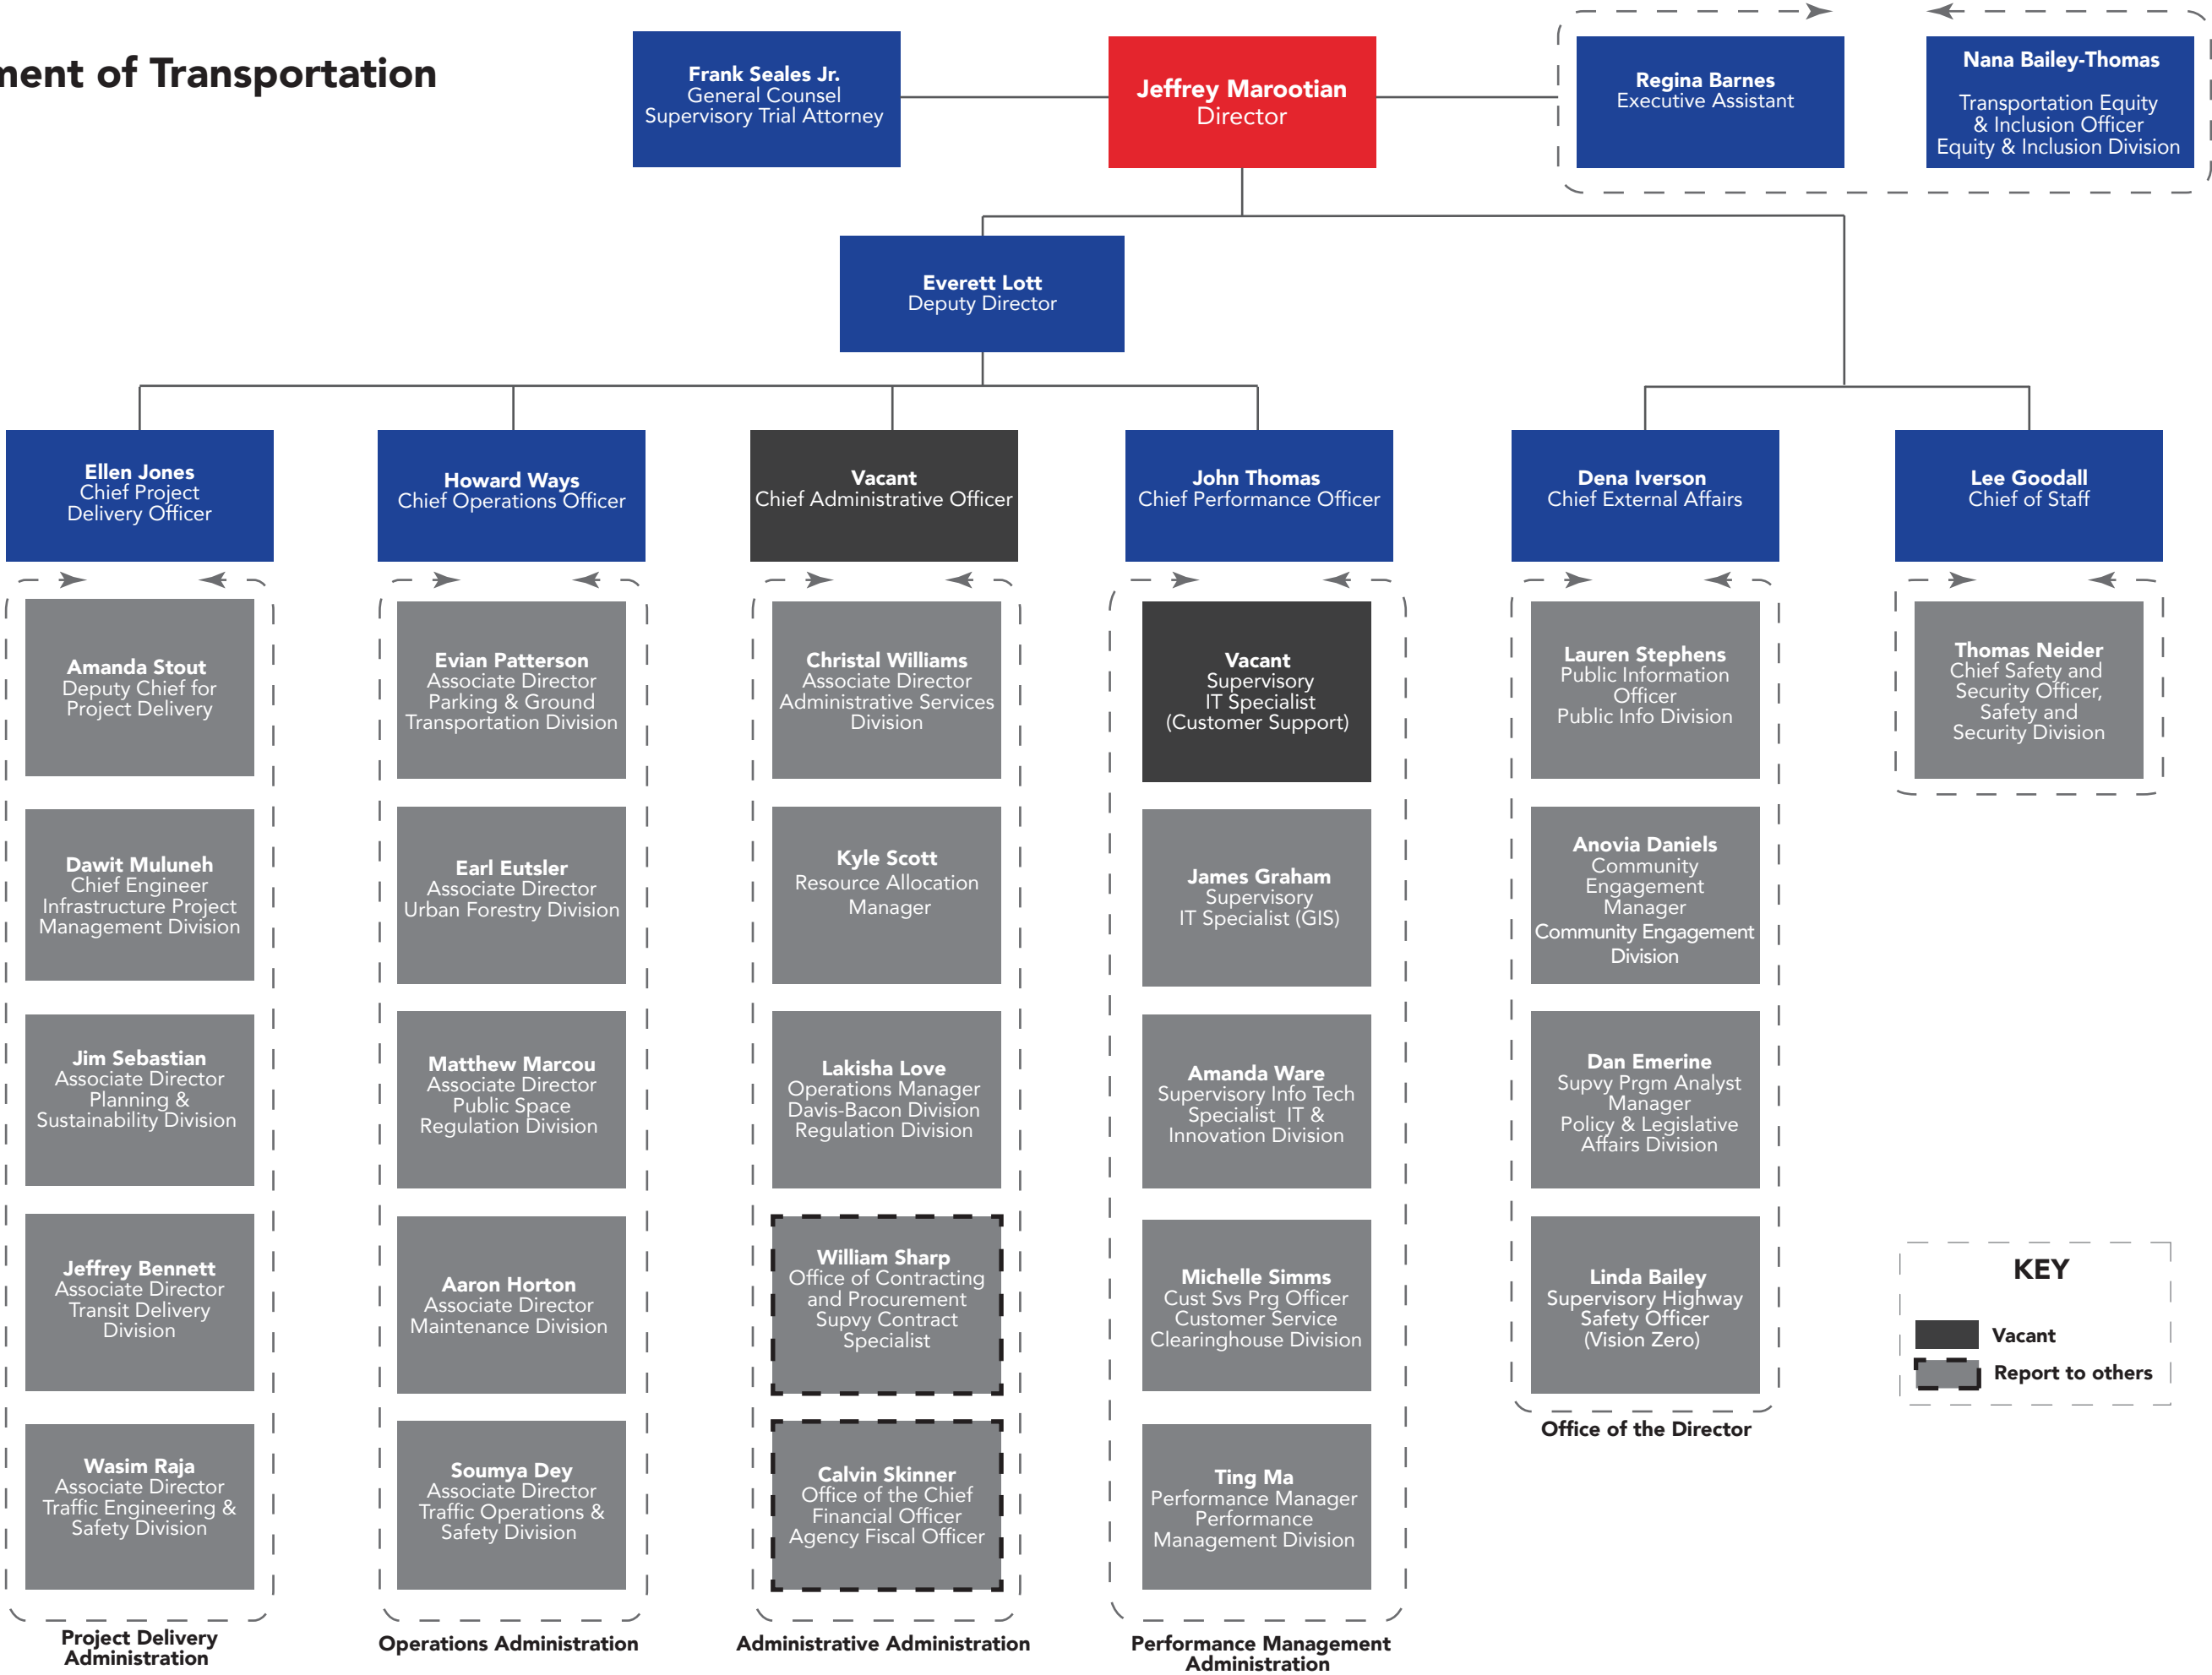 ment of Transportation
Frank Seales Jr.
General Counsel
Supervisory Trial Attorney
Jeffrey Marootian
Director
Regina Barnes
Executive Assistant
Nana Bailey-Thomas
Transportation Equity
& Inclusion Officer
Equity & Inclusion Division
Everett Lott
Deputy Director
Ellen Jones
Chief Project
Delivery Officer
Howard Ways
Chief Operations Officer
Vacant
Chief Administrative Officer
John Thomas
Chief Performance Officer
Dena Iverson
Chief External Affairs
Lee Goodall
Chief of Staff
Amanda Stout
Deputy Chief for
Project Delivery
Dawit Muluneh
Chief Engineer
Infrastructure Project
Management Division
Jim Sebastian
Associate Director
Planning &
Sustainability Division
Jeffrey Bennett
Associate Director
Transit Delivery
Division
Wasim Raja
Associate Director
Traffic Engineering &
Safety Division
Project Delivery
Administration
Evian Patterson
Associate Director
Parking & Ground
Transportation Division
Earl Eutsler
Associate Director
Urban Forestry Division
Matthew Marcou
Associate Director
Public Space
Regulation Division
Aaron Horton
Associate Director
Maintenance Division
Soumya Dey
Associate Director
Traffic Operations &
Safety Division
Operations Administration
Christal Williams
Associate Director
Administrative Services
Division
Kyle Scott
Resource Allocation
Manager
Lakisha Love
Operations Manager
Davis-Bacon Division
Regulation Division
William Sharp
Office of Contracting
and Procurement
Supvy Contract
Specialist
Calvin Skinner
Office of the Chief
Financial Officer
Agency Fiscal Officer
Administrative Administration
Vacant
Supervisory
IT Specialist
(Customer Support)
James Graham
Supervisory
IT Specialist (GIS)
Amanda Ware
Supervisory Info Tech
Specialist IT &
Innovation Division
Michelle Simms
Cust Svs Prg Officer
Customer Service
Clearinghouse Division
Ting Ma
Performance Manager
Performance
Management Division
Performance Management
Administration
Lauren Stephens
Public Information
Officer
Public Info Division
Anovia Daniels
Community
Engagement
Manager
Community Engagement
Division
Dan Emerine
Supvy Prgm Analyst
Manager
Policy & Legislative
Affairs Division
Linda Bailey
Supervisory Highway
Safety Officer
(Vision Zero)
Office of the Director
Thomas Neider
Chief Safety and
Security Officer,
Safety and
Security Division
KEY
Vacant
Report to others